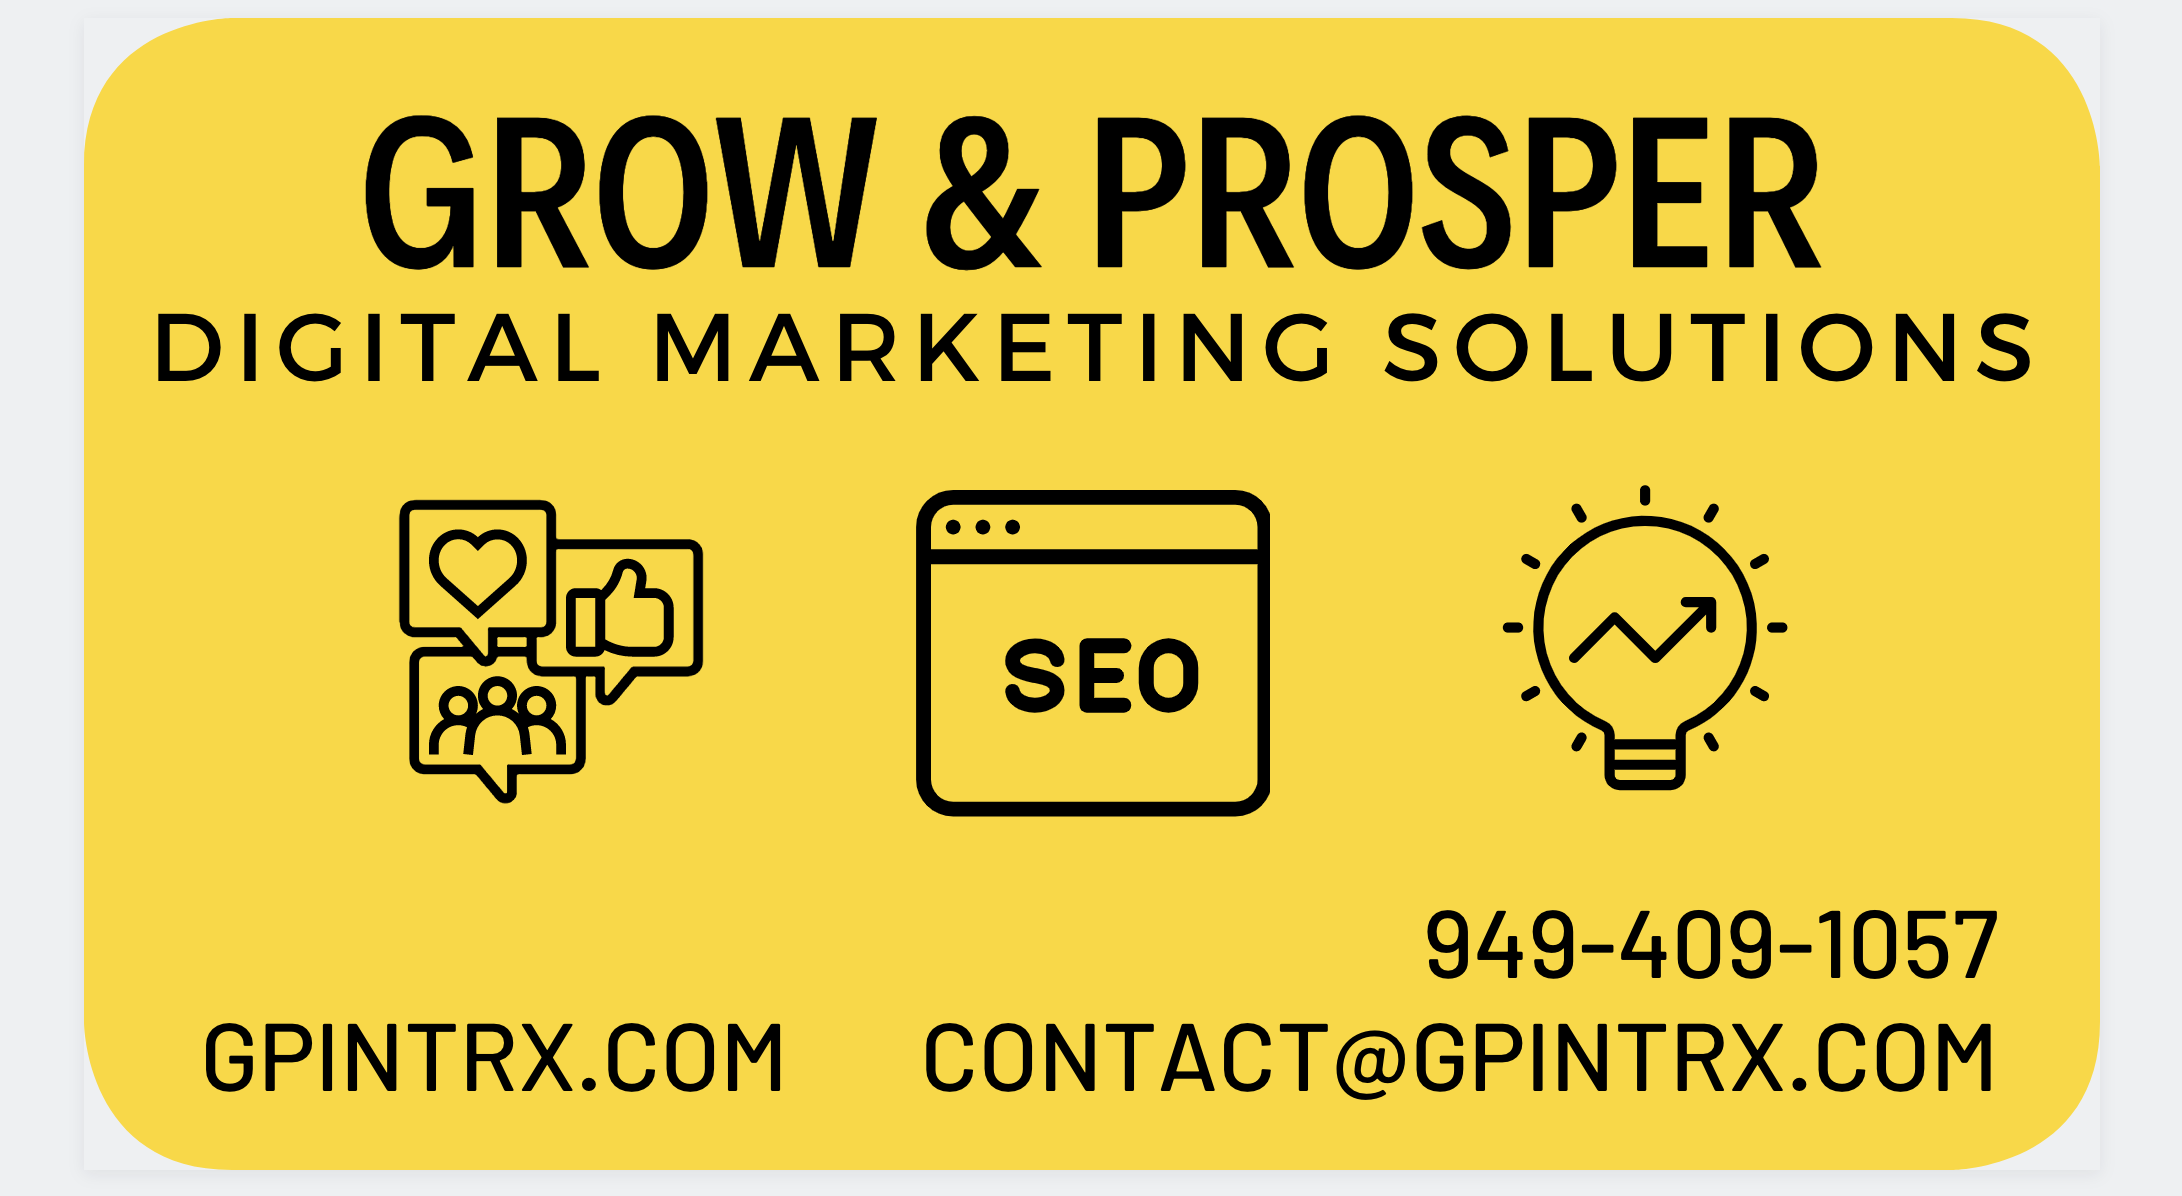 GROW & PROSPER
DIGITAL MARKETING SOLUTIONS
SEO
949-409-1057
GPINTRX.COM
CONTACT@GPINTRX.COM